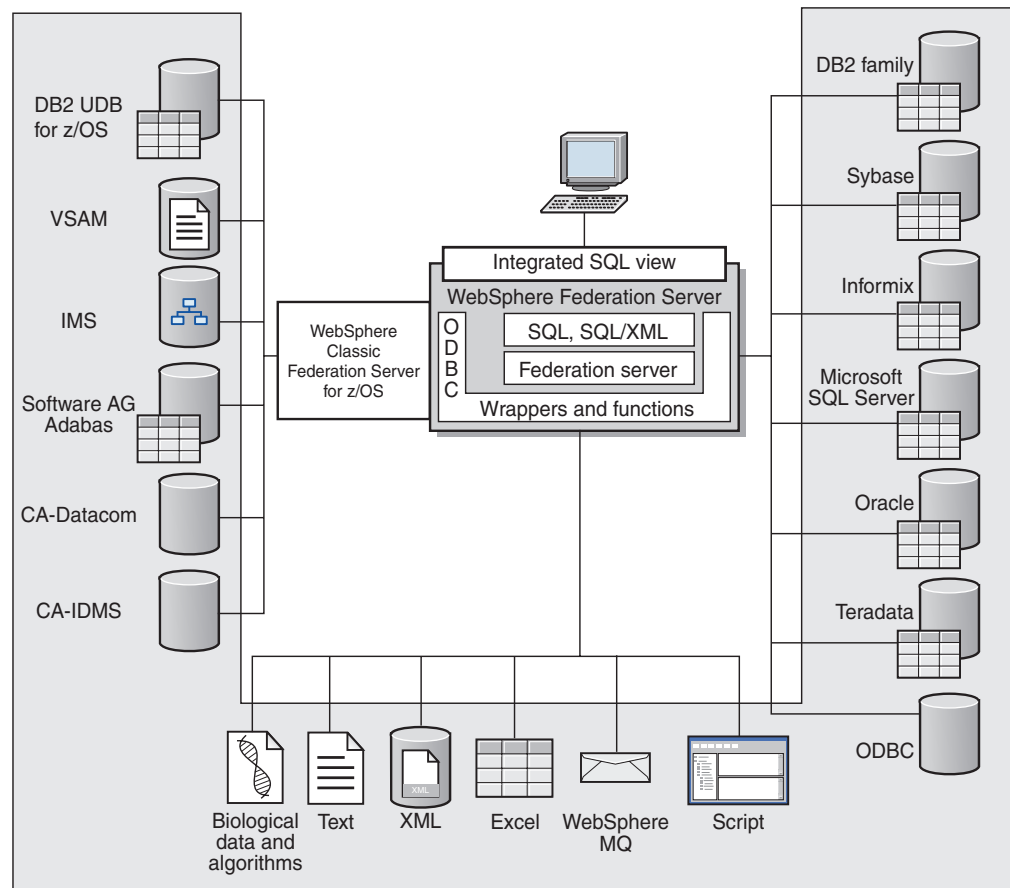 DB2 UDB
for z/OS
VSAM
IMS
Software AG
Adabas
CA-Datacom
CA-IDMS
Integrated SQL view
WebSphere Federation Server
O
D
B
C
SQL, SQL/XML
Federation server
Wrappers and functions
WebSphere
Classic
Federation Server
for z/OS
DB2 family
Sybase
Informix
Microsoft
SQL Server
Oracle
Teradata
ODBC
Biological
data and
algorithms
Text
XML
XML
Excel
WebSphere
MQ
Script